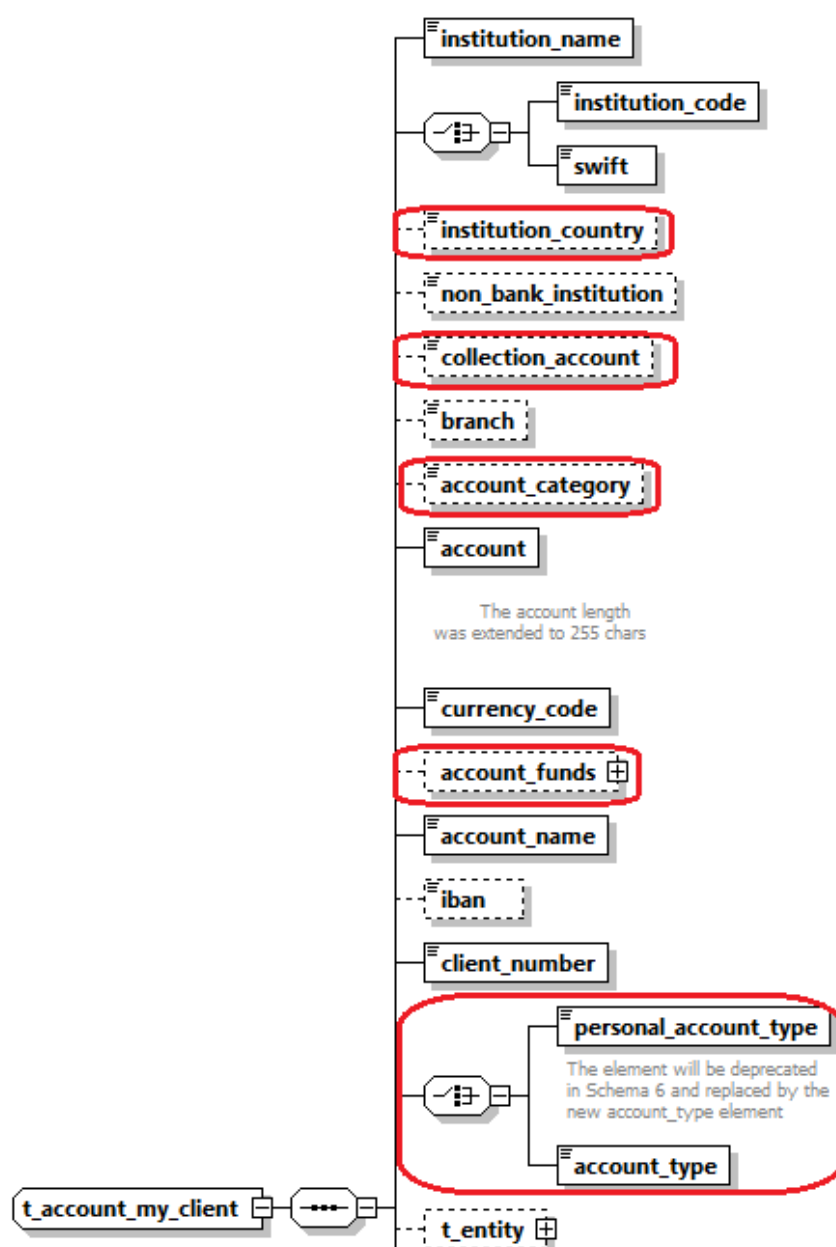 institution_name
institution_code
swift
institution_country
non_bank_institution
collection_account
branch
account_category
account
The account length
was extended to 255 chars
currency_code
account_funds
account_name
iban
client_number
personal_account_type
The element will be deprecated
in Schema 6 and replaced by the
new account_type element
account_type
t_account_my_client
t_entity